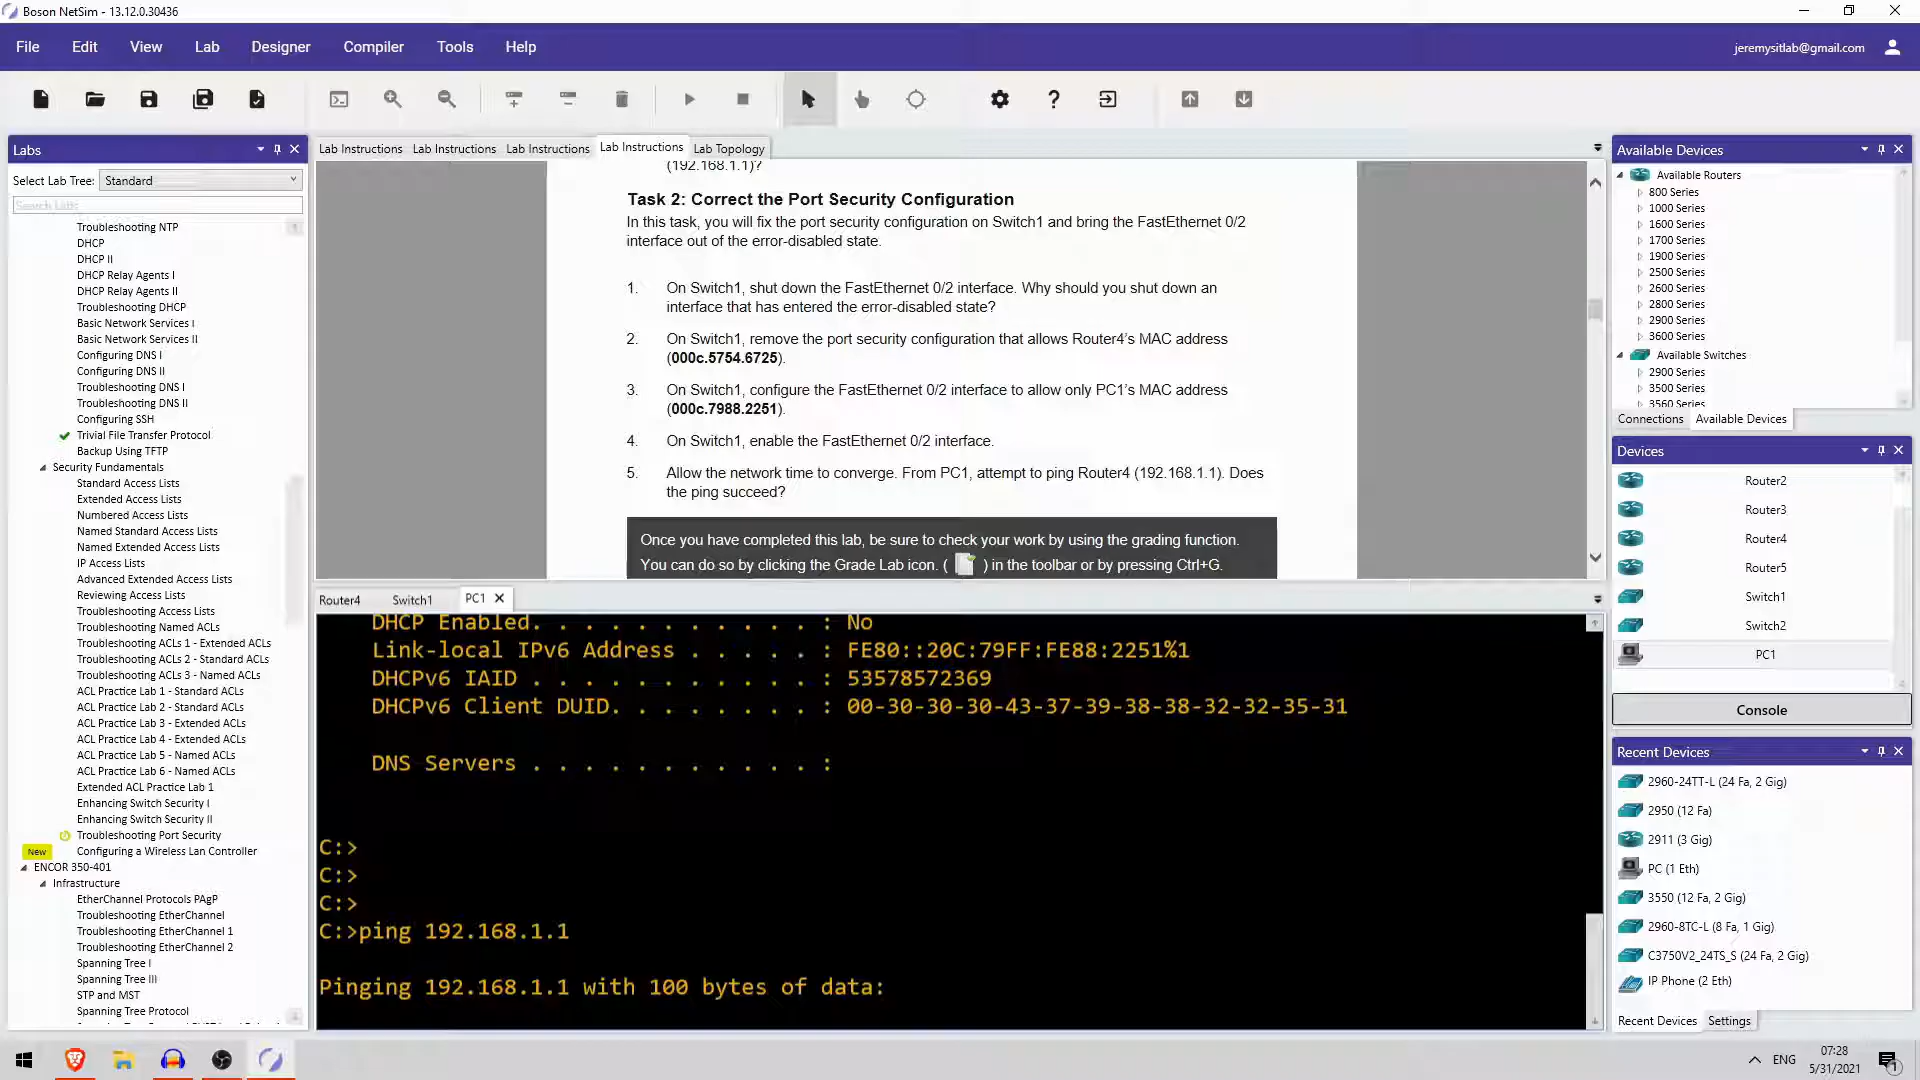 Boson NetSim - 13.12.0.30436
File Edit View Lab Designer Compiler Tools Help
jeremysitlab@gmail.com
Labs
Select Lab Tree: Standard
Search Labs
Troubleshooting NTP
DHCP
DHCP II
DHCP Relay Agents I
DHCP Relay Agents II
Troubleshooting DHCP
Basic Network Services I
Basic Network Services II
Configuring DNS I
Configuring DNS II
Troubleshooting DNS I
Troubleshooting DNS II
Configuring SSH
Trivial File Transfer Protocol
Backup Using TFTP
Security Fundamentals
Standard Access Lists
Extended Access Lists
Numbered Access Lists
Named Standard Access Lists
Named Extended Access Lists
IP Access Lists
Advanced Extended Access Lists
Reviewing Access Lists
Troubleshooting Access Lists
Troubleshooting Named ACLs
Troubleshooting ACLs 1 - Extended ACLs
Troubleshooting ACLs 2 - Standard ACLs
Troubleshooting ACLs 3 - Named ACLs
ACL Practice Lab 1 - Standard ACLs
ACL Practice Lab 2 - Standard ACLs
ACL Practice Lab 3 - Extended ACLs
ACL Practice Lab 4 - Extended ACLs
ACL Practice Lab 5 - Named ACLs
ACL Practice Lab 6 - Named ACLs
Extended ACL Practice Lab 1
Enhancing Switch Security I
Enhancing Switch Security II
Troubleshooting Port Security
New Configuring a Wireless Lan Controller
ENCOR 350-401
Infrastructure
EtherChannel Protocols PAgP
Troubleshooting EtherChannel
Troubleshooting EtherChannel 1
Troubleshooting EtherChannel 2
Spanning Tree I
Spanning Tree III
STP and MST
Spanning Tree Protocol
Lab Instructions Lab Instructions Lab Instructions Lab Instructions Lab Topology
(192.168.1.1)?
Task 2: Correct the Port Security Configuration
In this task, you will fix the port security configuration on Switch1 and bring the FastEthernet 0/2
interface out of the error-disabled state.
1. On Switch1, shut down the FastEthernet 0/2 interface. Why should you shut down an
interface that has entered the error-disabled state?
2. On Switch1, remove the port security configuration that allows Router4's MAC address
(000c.5754.6725).
3. On Switch1, configure the FastEthernet 0/2 interface to allow only PC1's MAC address
(000c.7988.2251).
4. On Switch1, enable the FastEthernet 0/2 interface.
5. Allow the network time to converge. From PC1, attempt to ping Router4 (192.168.1.1). Does
the ping succeed?
Once you have completed this lab, be sure to check your work by using the grading function.
You can do so by clicking the Grade Lab icon. ( ) in the toolbar or by pressing Ctrl+G.
Router4 Switch1 PC1
DHCP Enabled. . . . . . . . . . . : No
Link-local IPv6 Address . . . . . : FE80::20C:79FF:FE88:2251%1
DHCPv6 IAID . . . . . . . . . . . : 53578572369
DHCPv6 Client DUID. . . . . . . . : 00-30-30-30-43-37-39-38-38-32-32-35-31
DNS Servers . . . . . . . . . . . :
C:>
C:>
C:>
C:>ping 192.168.1.1
Pinging 192.168.1.1 with 100 bytes of data:
Available Devices
Available Routers
800 Series
1000 Series
1600 Series
1700 Series
1900 Series
2500 Series
2600 Series
2800 Series
2900 Series
3600 Series
Available Switches
2900 Series
3500 Series
3560 Series
Connections Available Devices
Devices
Router2
Router3
Router4
Router5
Switch1
Switch2
PC1
Console
Recent Devices
2960-24TT-L (24 Fa, 2 Gig)
2950 (12 Fa)
2911 (3 Gig)
PC (1 Eth)
3550 (12 Fa, 2 Gig)
2960-8TC-L (8 Fa, 1 Gig)
C3750V2_24TS_S (24 Fa, 2 Gig)
IP Phone (2 Eth)
Recent Devices Settings
ENG
07:28
5/31/2021
1